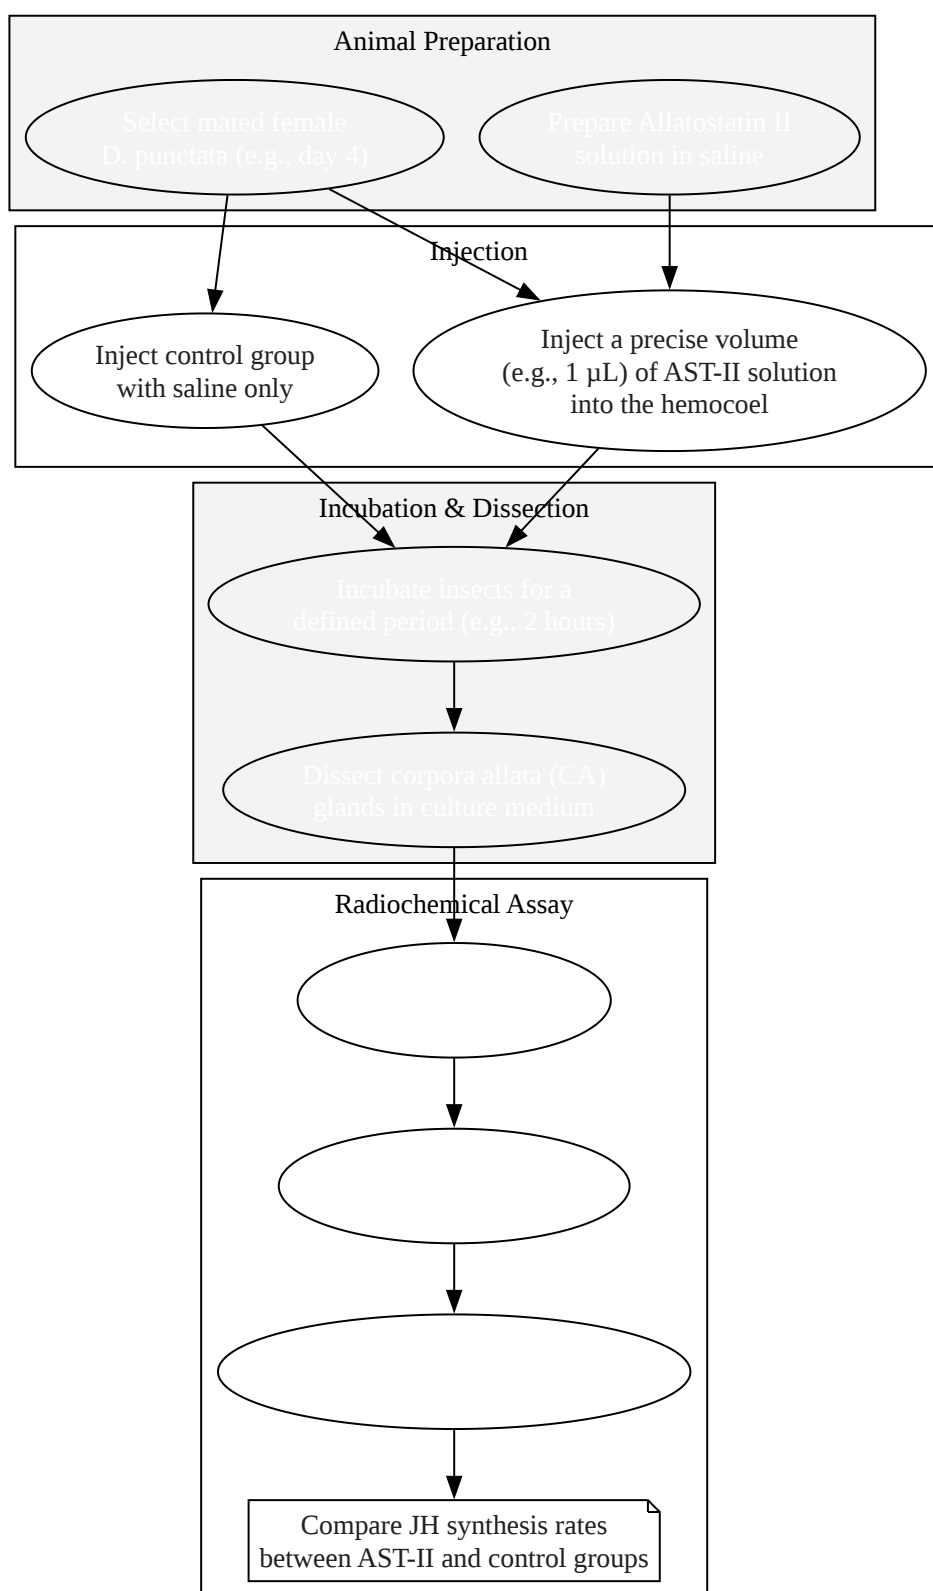 Animal Preparation
Select mated female
D. punctata (e.g., day 4)
Prepare Allatostatin II
solution in saline
Injection
Inject control group
with saline only
Inject a precise volume
(e.g., 1 µL) of AST-II solution
into the hemocoel
Incubation & Dissection
Incubate insects for a
defined period (e.g., 2 hours)
Dissect corpora allata (CA)
glands in culture medium
Radiochemical Assay
Compare JH synthesis rates
between AST-II and control groups